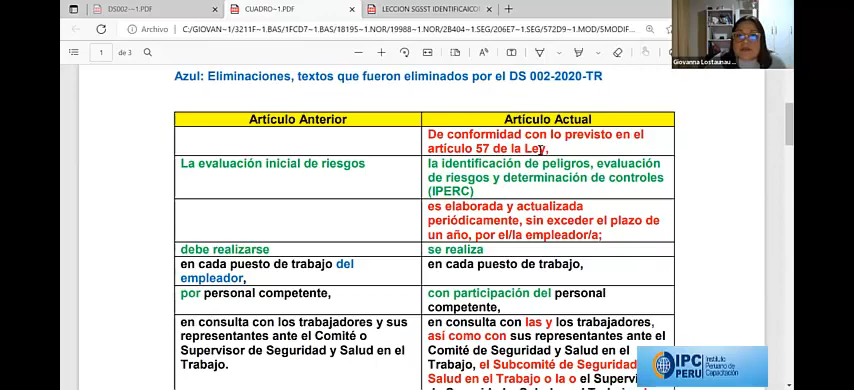 DS002---1.PDF
CUADRO~1.PDF
LECCION SGSST IDENTIFICACIO
Archivo
C:/GIOVAN~1/3211F~1.BAS/1FCD7~1.BAS/18195~1.NOR/19988~1.NOR/2B404~1.SEG/206E7~1.SEG/572D9~1.MOD/5MODIF...
1
de 3
Giovanna Lostaunau ...
Azul: Eliminaciones, textos que fueron eliminados por el DS 002-2020-TR
Artículo Anterior
Artículo Actual
De conformidad con lo previsto en el
artículo 57 de la Ley,
La evaluación inicial de riesgos
la identificación de peligros, evaluación
de riesgos y determinación de controles
(IPERC)
es elaborada y actualizada
periódicamente, sin exceder el plazo de
un año, por el/la empleador/a;
debe realizarse
se realiza
en cada puesto de trabajo del
empleador,
en cada puesto de trabajo,
por personal competente,
con participación del personal
competente,
en consulta con los trabajadores y sus
representantes ante el Comité o
Supervisor de Seguridad y Salud en el
Trabajo.
en consulta con las y los trabajadores,
así como con sus representantes ante el
Comité de Seguridad y Salud en el
Trabajo, el Subcomité de Seguridad
Salud en el Trabajo o la o el Supervi
IPC
PERU
Instituto
Peruano de
Capacitación